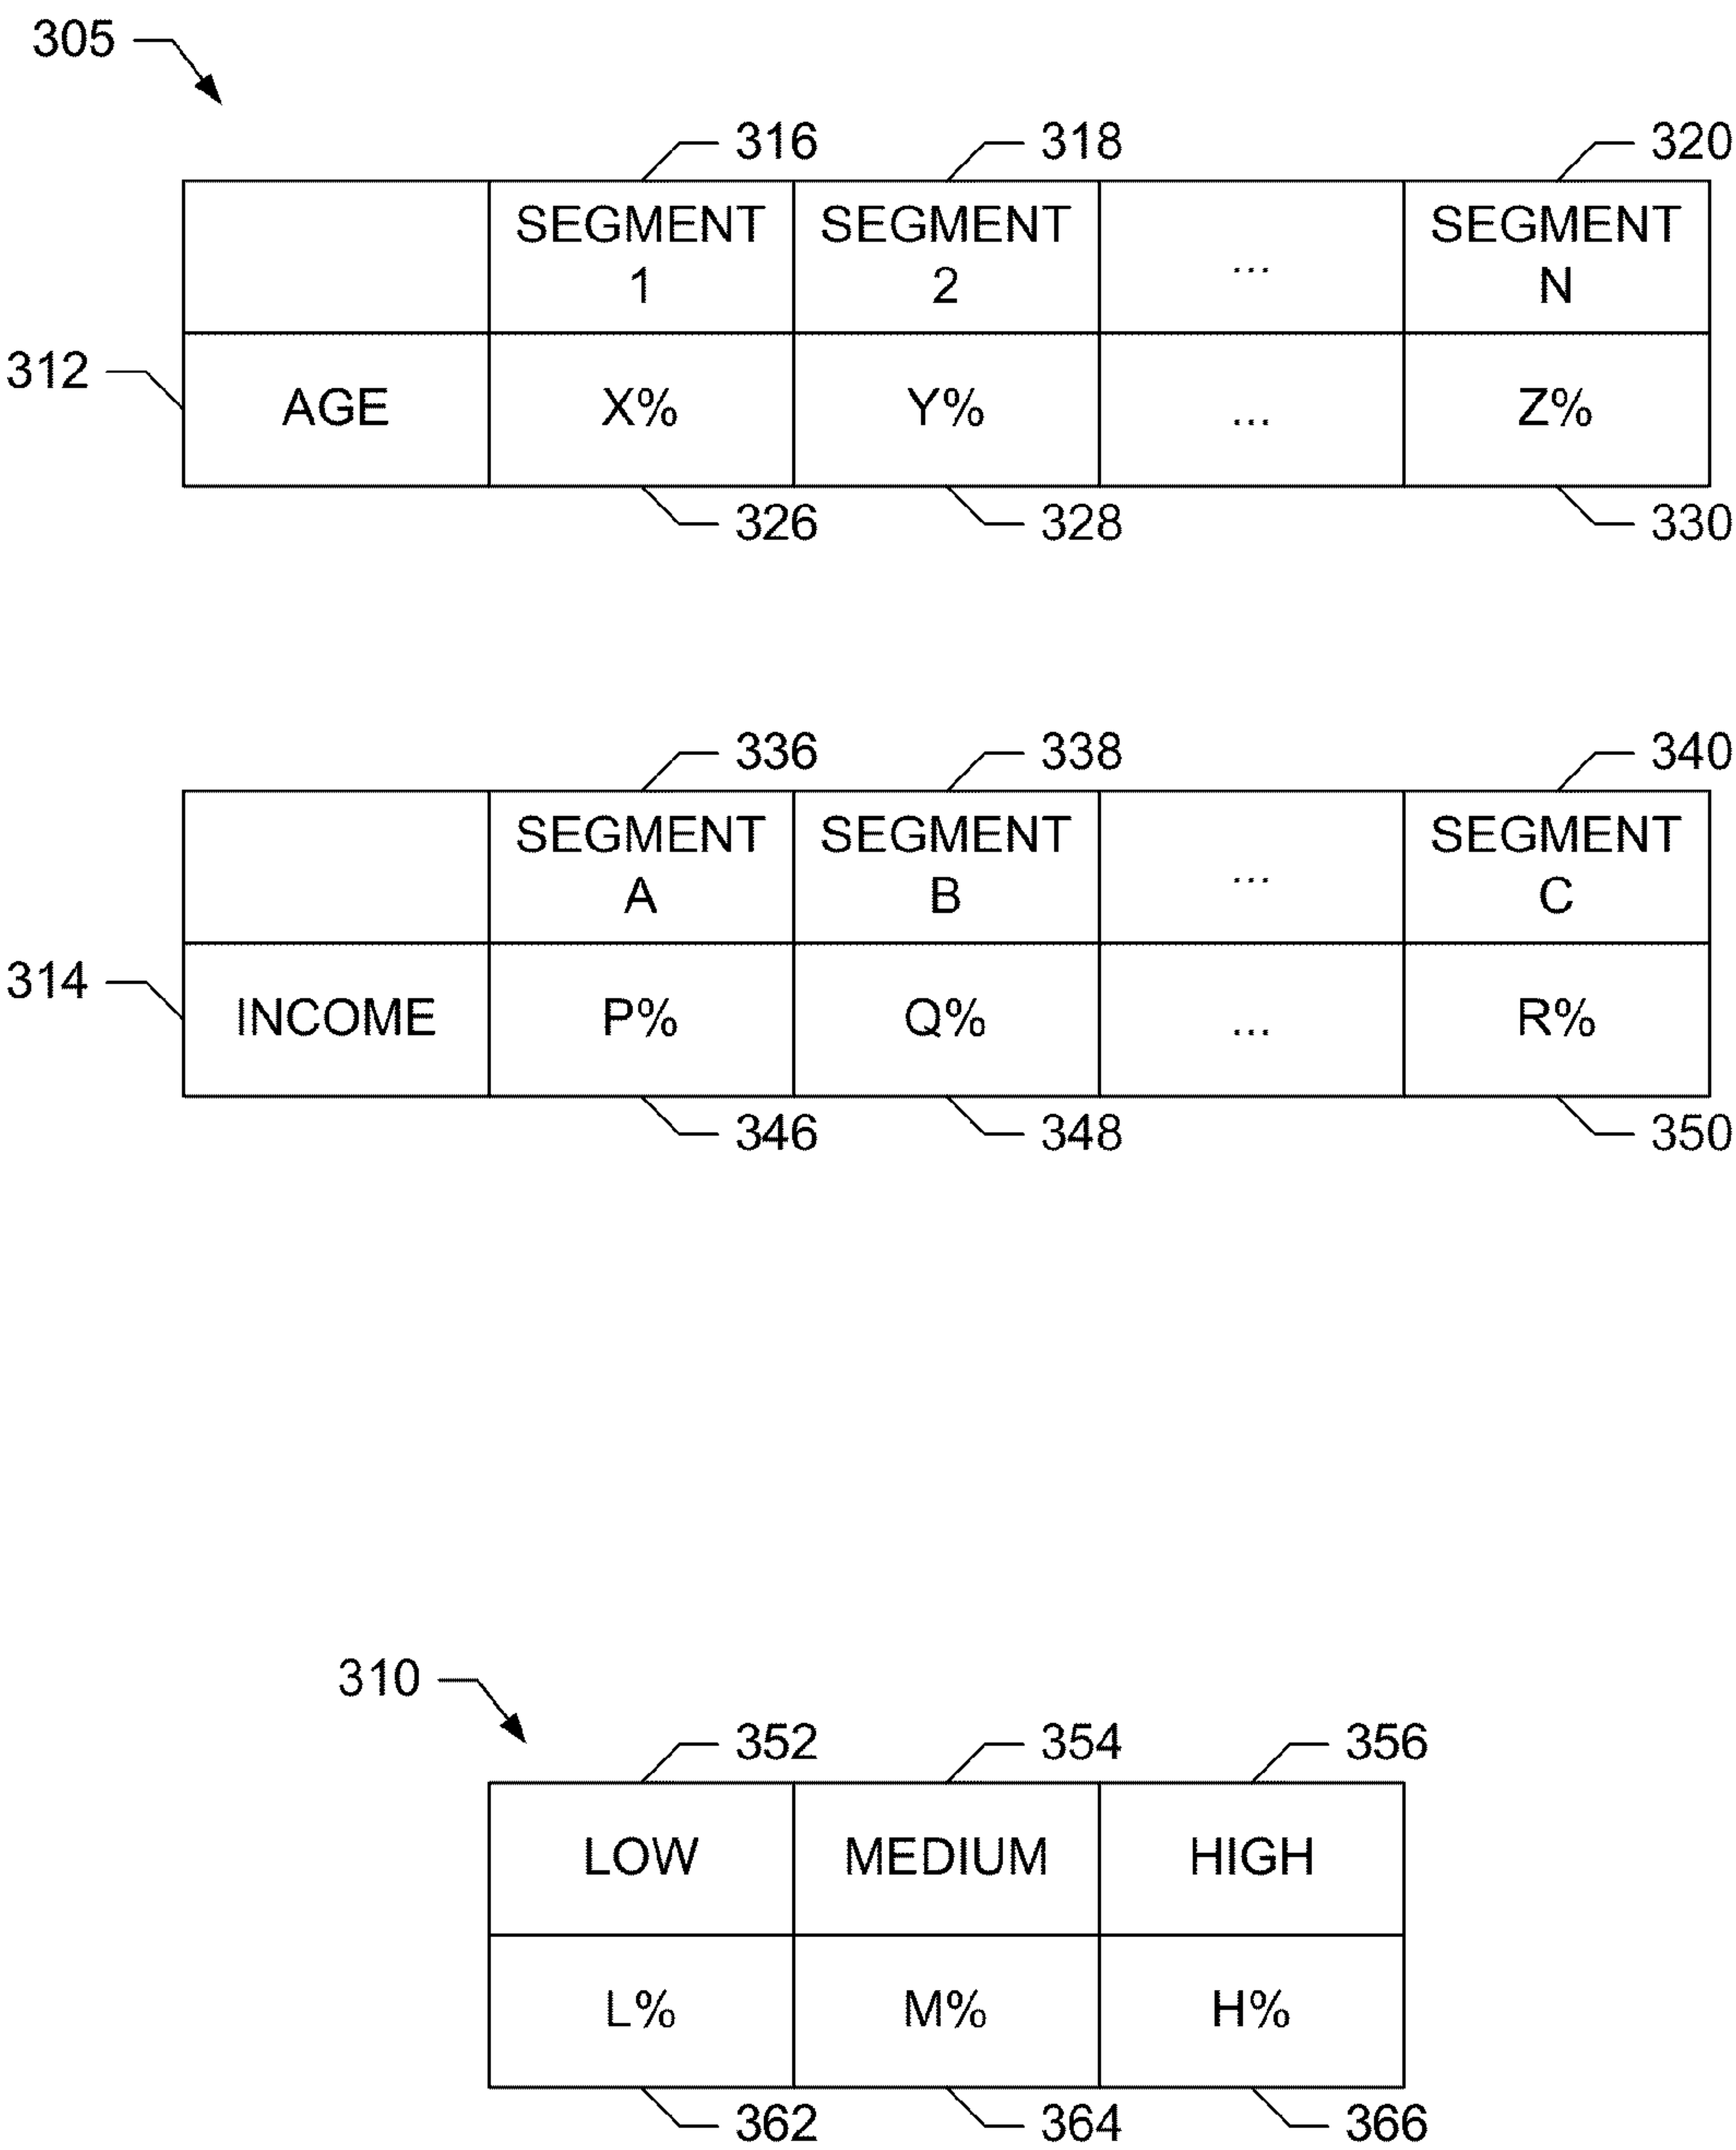 305
316 318 320
SEGMENT 1 SEGMENT 2 ... SEGMENT N
312 AGE X% Y% ... Z%
326 328 330
336 338 340
SEGMENT A SEGMENT B ... SEGMENT C
314 INCOME P% Q% ... R%
346 348 350
310
352 354 356
LOW MEDIUM HIGH
L% M% H%
362 364 366